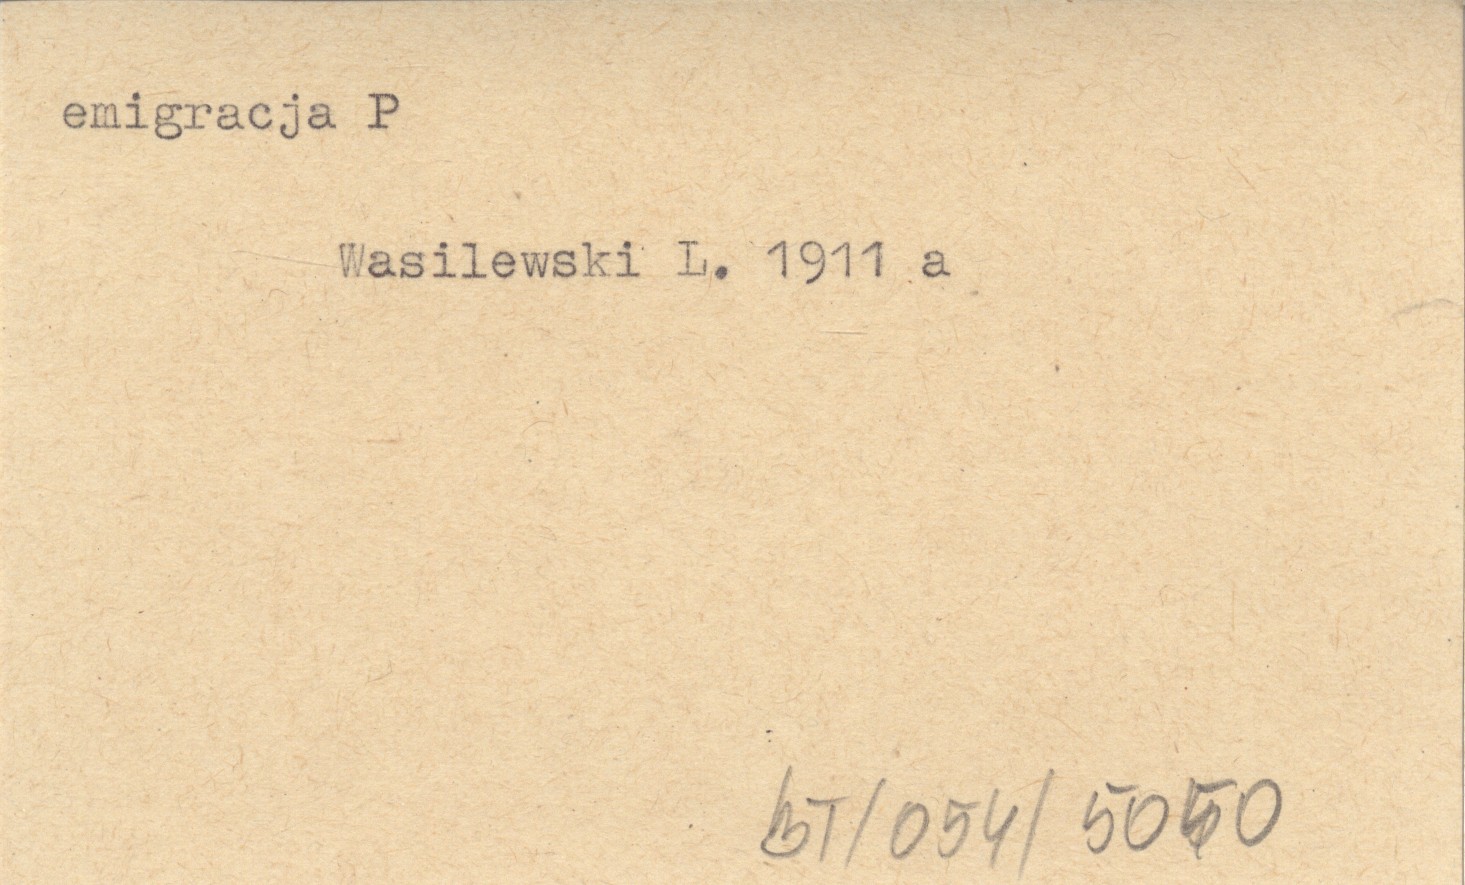 emigracja P
Wasilewski L. 1911 a
BT/054/5050